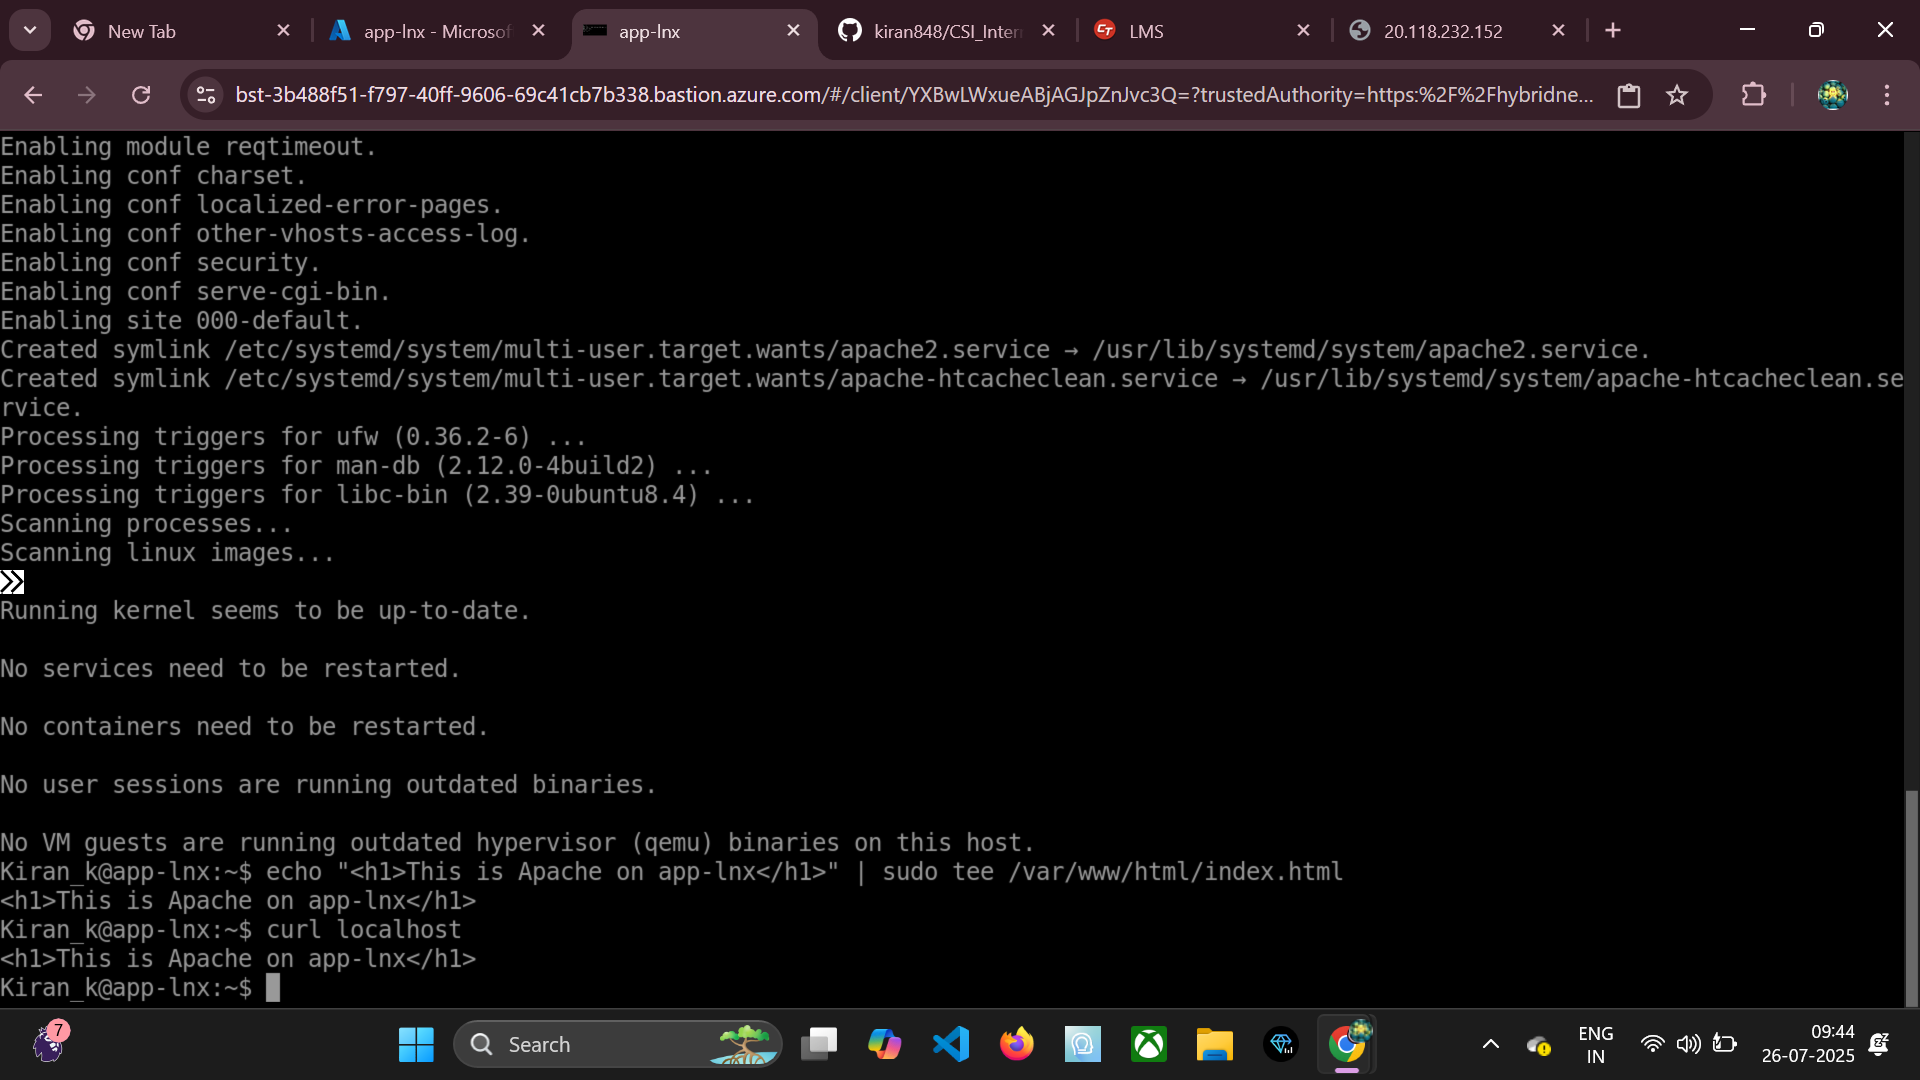 New Tab
app-lnx - Microsof
app-lnx
kiran848/CSI_Intern
CT LMS
20.118.232.152
bst-3b488f51-f797-40ff-9606-69c41cb7b338.bastion.azure.com/#/client/YXBwLWxueABjAGJpZnJvc3Q=?trustedAuthority=https:%2F%2Fhybridne...
Enabling module reqtimeout.
Enabling conf charset.
Enabling conf localized-error-pages.
Enabling conf other-vhosts-access-log.
Enabling conf security.
Enabling conf serve-cgi-bin.
Enabling site 000-default.
Created symlink /etc/systemd/system/multi-user.target.wants/apache2.service → /usr/lib/systemd/system/apache2.service.
Created symlink /etc/systemd/system/multi-user.target.wants/apache-htcacheclean.service → /usr/lib/systemd/system/apache-htcacheclean.se
rvice.
Processing triggers for ufw (0.36.2-6) ...
Processing triggers for man-db (2.12.0-4build2) ...
Processing triggers for libc-bin (2.39-0ubuntu8.4) ...
Scanning processes...
Scanning linux images...
Running kernel seems to be up-to-date.
No services need to be restarted.
No containers need to be restarted.
No user sessions are running outdated binaries.
No VM guests are running outdated hypervisor (qemu) binaries on this host.
Kiran_k@app-lnx:~$ echo "<h1>This is Apache on app-lnx</h1>" | sudo tee /var/www/html/index.html
<h1>This is Apache on app-lnx</h1>
Kiran_k@app-lnx:~$ curl localhost
<h1>This is Apache on app-lnx</h1>
Kiran_k@app-lnx:~$
7
Search
ENG
IN
09:44
26-07-2025